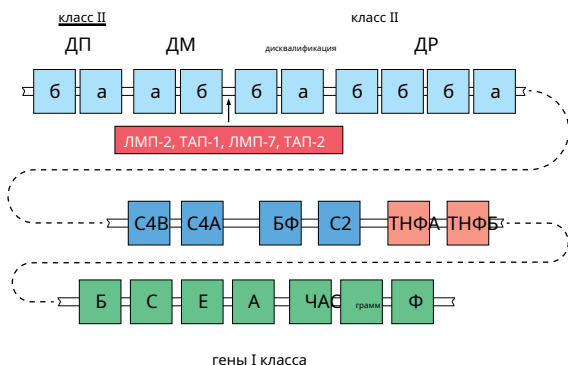 класс II класс II
ДП ДМ дисквалификация ДР
б а а б б а б б б а
ЛМП-2, ТАП-1, ЛМП-7, ТАП-2
С4В С4А БФ С2 ТНФА ТНФБ
Б С Е А ЧАС грамм Ф
гены I класса